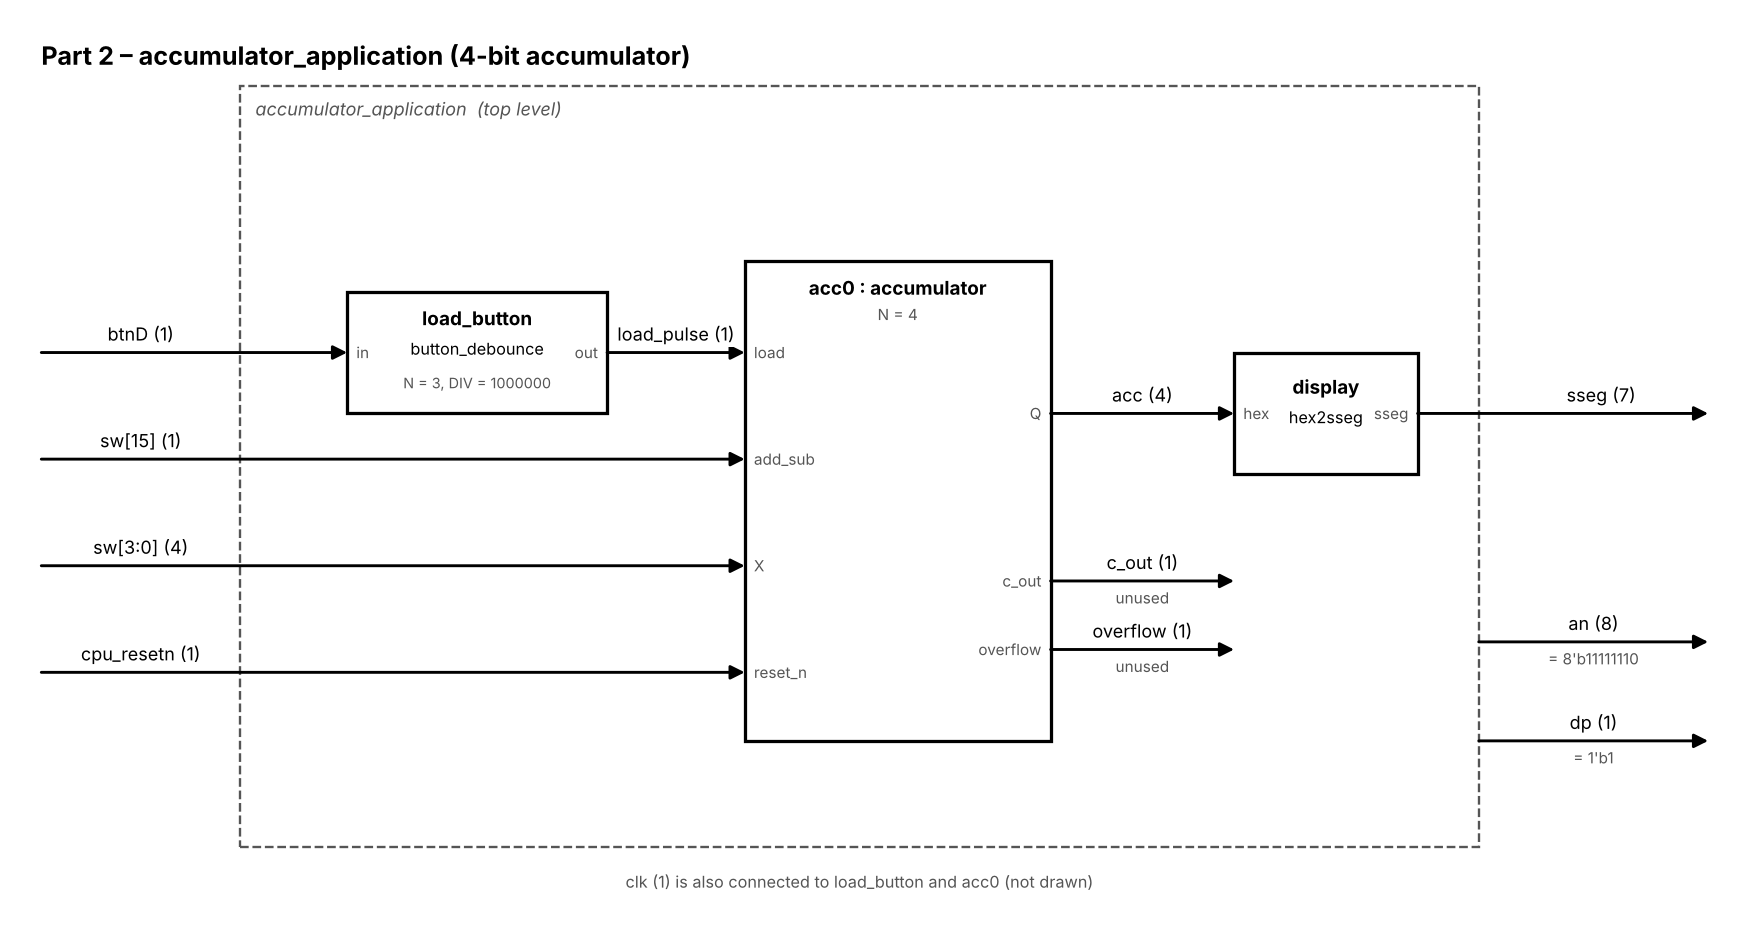 Part 2 – accumulator_application (4-bit accumulator)
accumulator_application (top level)
btnD (1)
in
load_button
button_debounce
N = 3, DIV = 1000000
out
load_pulse (1)
sw[15] (1)
sw[3:0] (4)
cpu_resetn (1)
acc0 : accumulator
N = 4
load
add_sub
X
reset_n
Q
c_out
overflow
acc (4)
c_out (1)
unused
overflow (1)
unused
hex
display
hex2sseg
sseg
sseg (7)
an (8)
= 8'b11111110
dp (1)
= 1'b1
clk (1) is also connected to load_button and acc0 (not drawn)